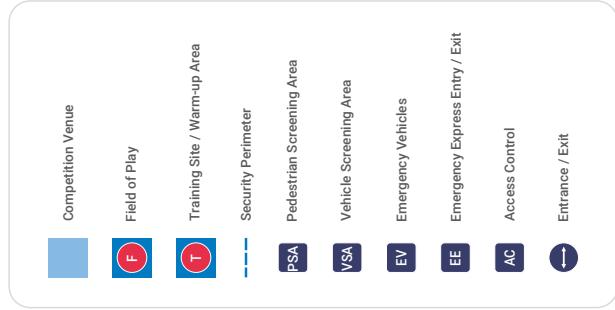 Competition Venue
F Field of Play
T Training Site / Warm-up Area
Security Perimeter
PSA Pedestrian Screening Area
VSA Vehicle Screening Area
EV Emergency Vehicles
EE Emergency Express Entry / Exit
AC Access Control
Entrance / Exit